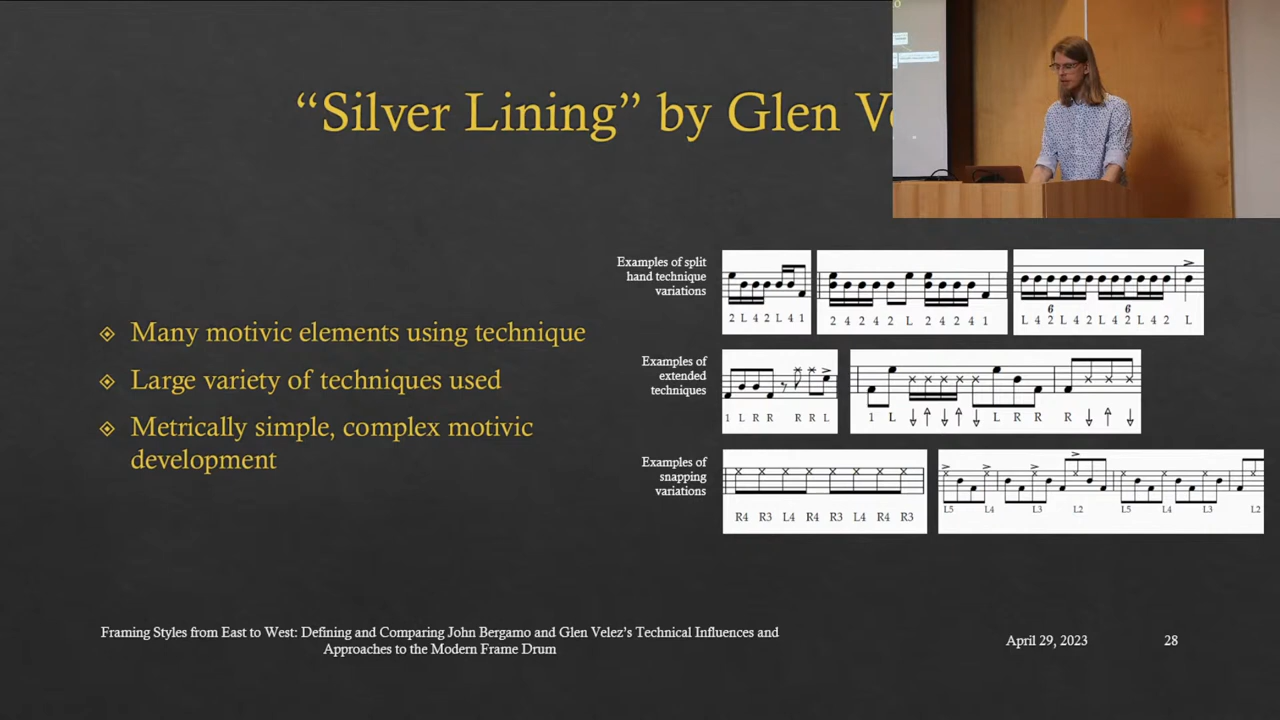 “Silver Lining” by Glen
Examples of split
hand technique
variations
2 L 4 2 L 4 1
2 4 2 4 2 L 2 4 2 4 1
6 6
L 4 2 L 4 2 L 4 2 L 4 2 L
Many motivic elements using technique
Large variety of techniques used
Metrically simple, complex motivic
development
Examples of
extended
techniques
1 L R R R R L
1 L L R R R
Examples of
snapping
variations
R4 R3 L4 R4 R3 L4 R4 R3
L5 L4 L3 L2 L5 L4 L3 L2
Framing Styles from East to West: Defining and Comparing John Bergamo and Glen Velez’s Technical Influences and
Approaches to the Modern Frame Drum
April 29, 2023
28